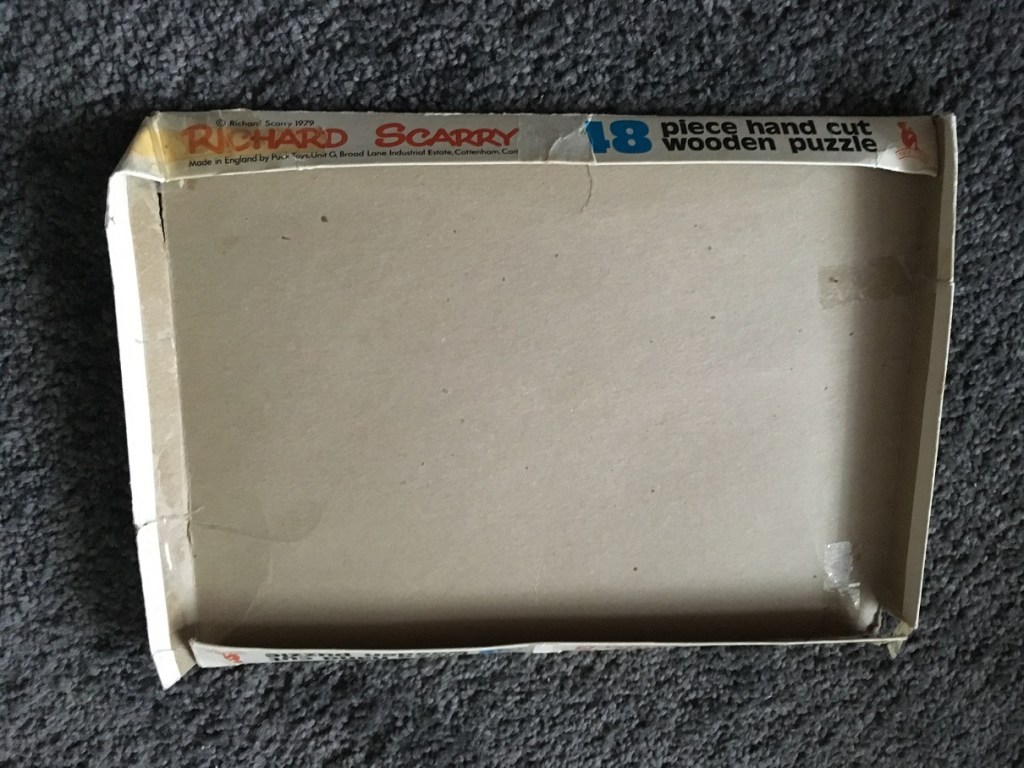 © Richard Scarry 1979
RICHARD SCARRY
Made in England by Puck Toys, Unit G, Broad Lane Industrial Estate, Cottenham, Cam
48 piece hand cut
wooden puzzle